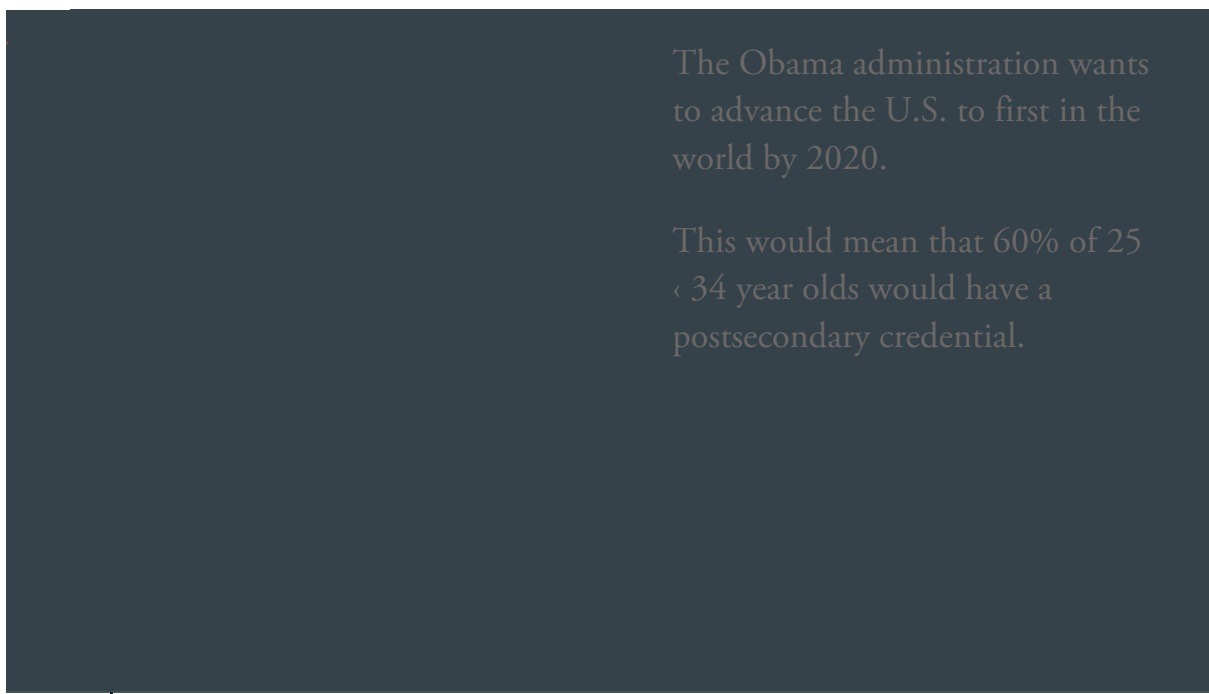 The Obama administration wants
to advance the U.S. to first in the
world by 2020.
This would mean that 60% of 25
‹ 34 year olds would have a
postsecondary credential.